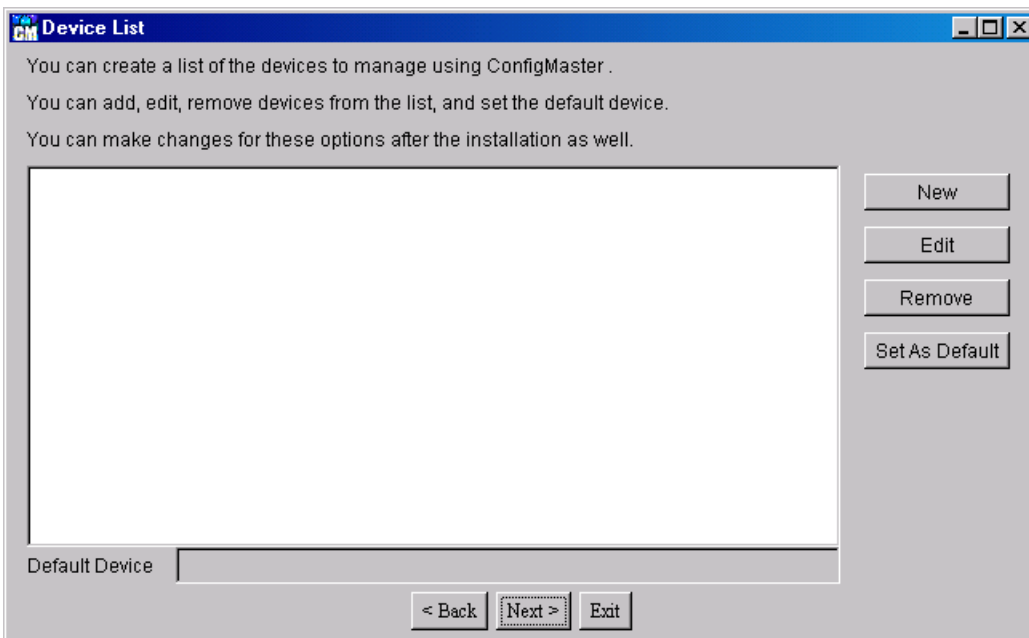 CM Device List
You can create a list of the devices to manage using ConfigMaster .
You can add, edit, remove devices from the list, and set the default device.
You can make changes for these options after the installation as well.
New
Edit
Remove
Set As Default
Default Device
< Back Next > Exit